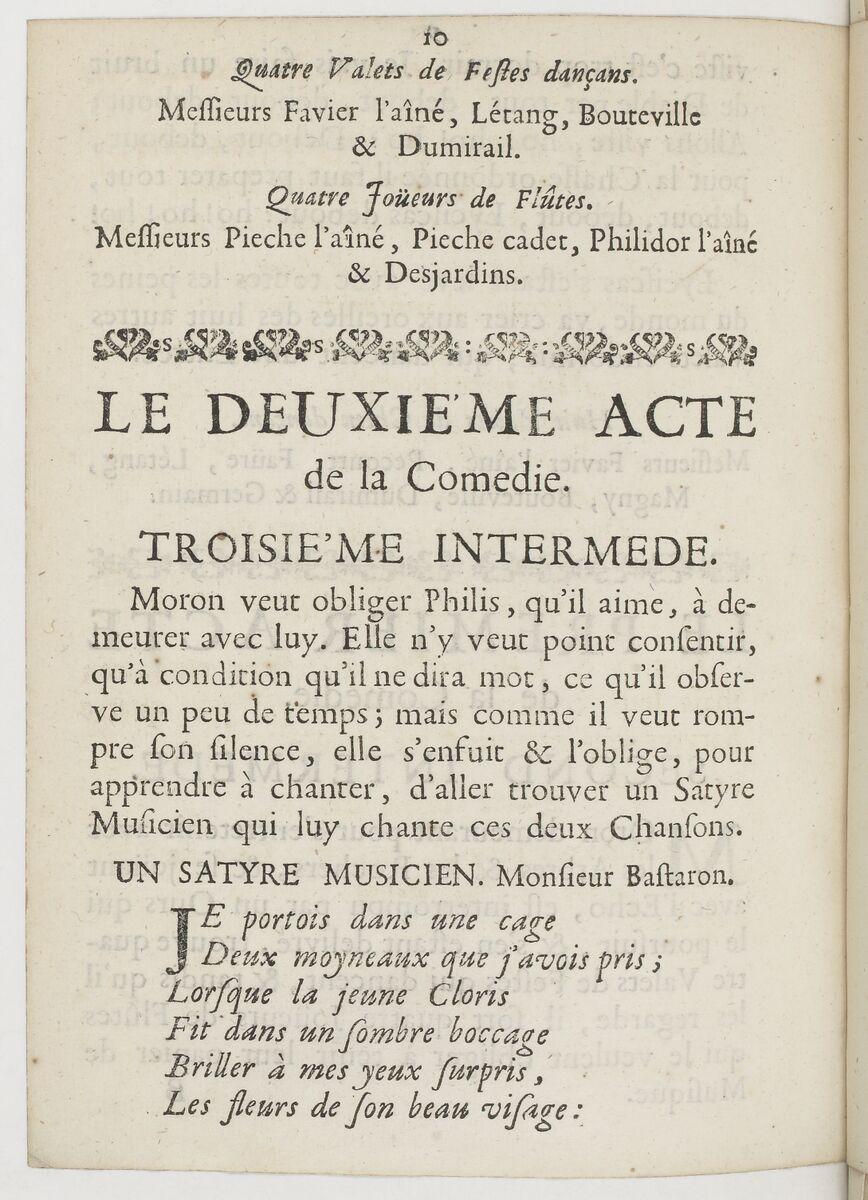 10
Quatre Valets de Feſtes dançans.
Meſſieurs Favier l'aîné, Létang, Bouteville
& Dumirail.
Quatre Joüeurs de Flûtes.
Meſſieurs Pieche l'aîné, Pieche cadet, Philidor l'aîné
& Desjardins.
LE DEUXIE'ME ACTE
de la Comedie.
TROISIE'ME INTERMEDE.
Moron veut obliger Philis, qu'il aime, à de-
meurer avec luy. Elle n'y veut point conſentir,
qu'à condition qu'il ne dira mot, ce qu'il obſer-
ve un peu de temps; mais comme il veut rom-
pre ſon ſilence, elle s'enfuit & l'oblige, pour
apprendre à chanter, d'aller trouver un Satyre
Muſicien qui luy chante ces deux Chanſons.
UN SATYRE MUSICIEN. Monſieur Baſtaron.
JE portois dans une cage
Deux moyneaux que j'avois pris;
Lorſque la jeune Cloris
Fit dans un ſombre boccage
Briller à mes yeux ſurpris,
Les fleurs de ſon beau viſage: